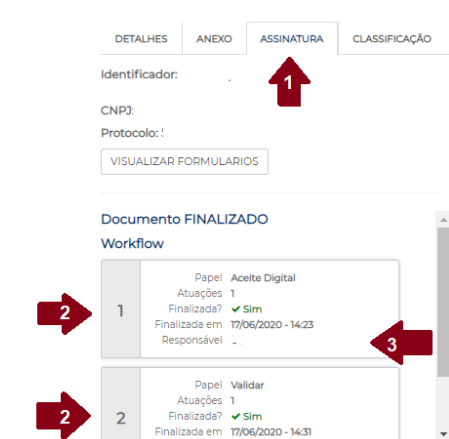 DETALHES ANEXO ASSINATURA CLASSIFICAÇÃO
Identificador:
1
CNPJ:
Protocolo:
VISUALIZAR FORMULARIOS
Documento FINALIZADO
Workflow
Papel Aceite Digital
Atuações 1
2 1 Finalizada? ✔ Sim
Finalizada em 17/06/2020 - 14:23
Responsável 3
Papel Validar
Atuações 1
2 2 Finalizada? ✔ Sim
Finalizada em 17/06/2020 - 14:31